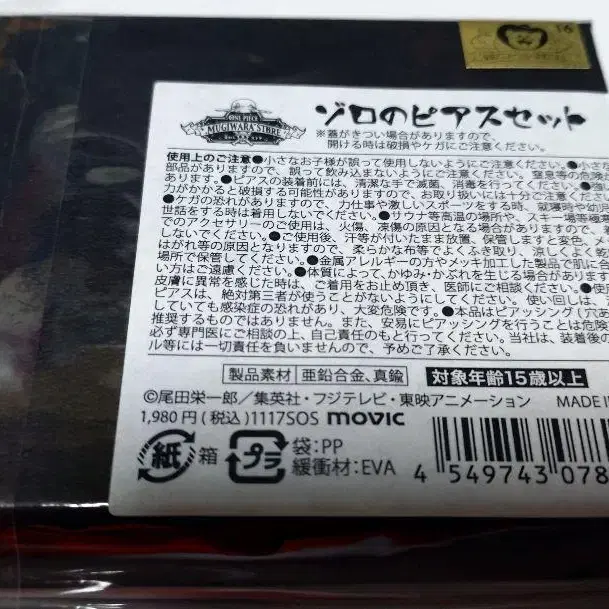 16
ONE PIECE
MUGIWARA STORE
ゾロのピアスセット
※蓋がきつい場合がありますので、
開ける時は破損やケガにご注意ください。
使用上のご注意●小さなお子様が誤って使用しないようにご注意ください。●小さな
部品がありますので、誤って飲み込まないようにご注意ください。窒息等の危険が
あります。●ピアスの装着前には、清潔な手で滅菌、消毒を行ってください。●強い
力がかかると破損する可能性がありますので、お取り扱いには十分ご注意くださ
●ケガの恐れがありますので、力仕事や激しいスポーツをする時、就寝時や幼児
世話をする時は着用しないでください。●サウナ等高温の場所や、スキー場等極寒
でのアクセサリーのご使用は、火傷、凍傷の原因となる場合がありますので、着
しないでください。●ご使用後、汗等が付いたまま放置、保管しますと変色、メ
はがれ等の原因となりますので、柔らかな布等でよくふき取り、涼しくよく乾
場所で保管してください。●金属アレルギーの方やメッキ加工した製品で肌に合
い方はご遠慮ください。●体質によって、かゆみ・かぶれを生じる場合があります
皮膚に異常を感じた時は、ご着用をお止め頂き、医師にご相談ください。●使用
ピアスは、絶対第三者が使うことがないようにしてください。使い回しは、
していても感染症の恐れがあり、大変危険です。●本品はピアッシング(穴あ
推奨するものではありません。また、安易にピアッシングを行うことは危険
必ず専門医にご相談の上、自己責任のもと行ってください。当社は、装着後の
ル等には一切責任を負いませんので、予めご了承ください。
製品素材 亜鉛合金、真鍮 対象年齢15歳以上
©尾田栄一郎/集英社・フジテレビ・東映アニメーション MADE IN
1,980円(税込)1117SOS movic
紙 箱 プラ 袋:PP
緩衝材:EVA
4 549743 078